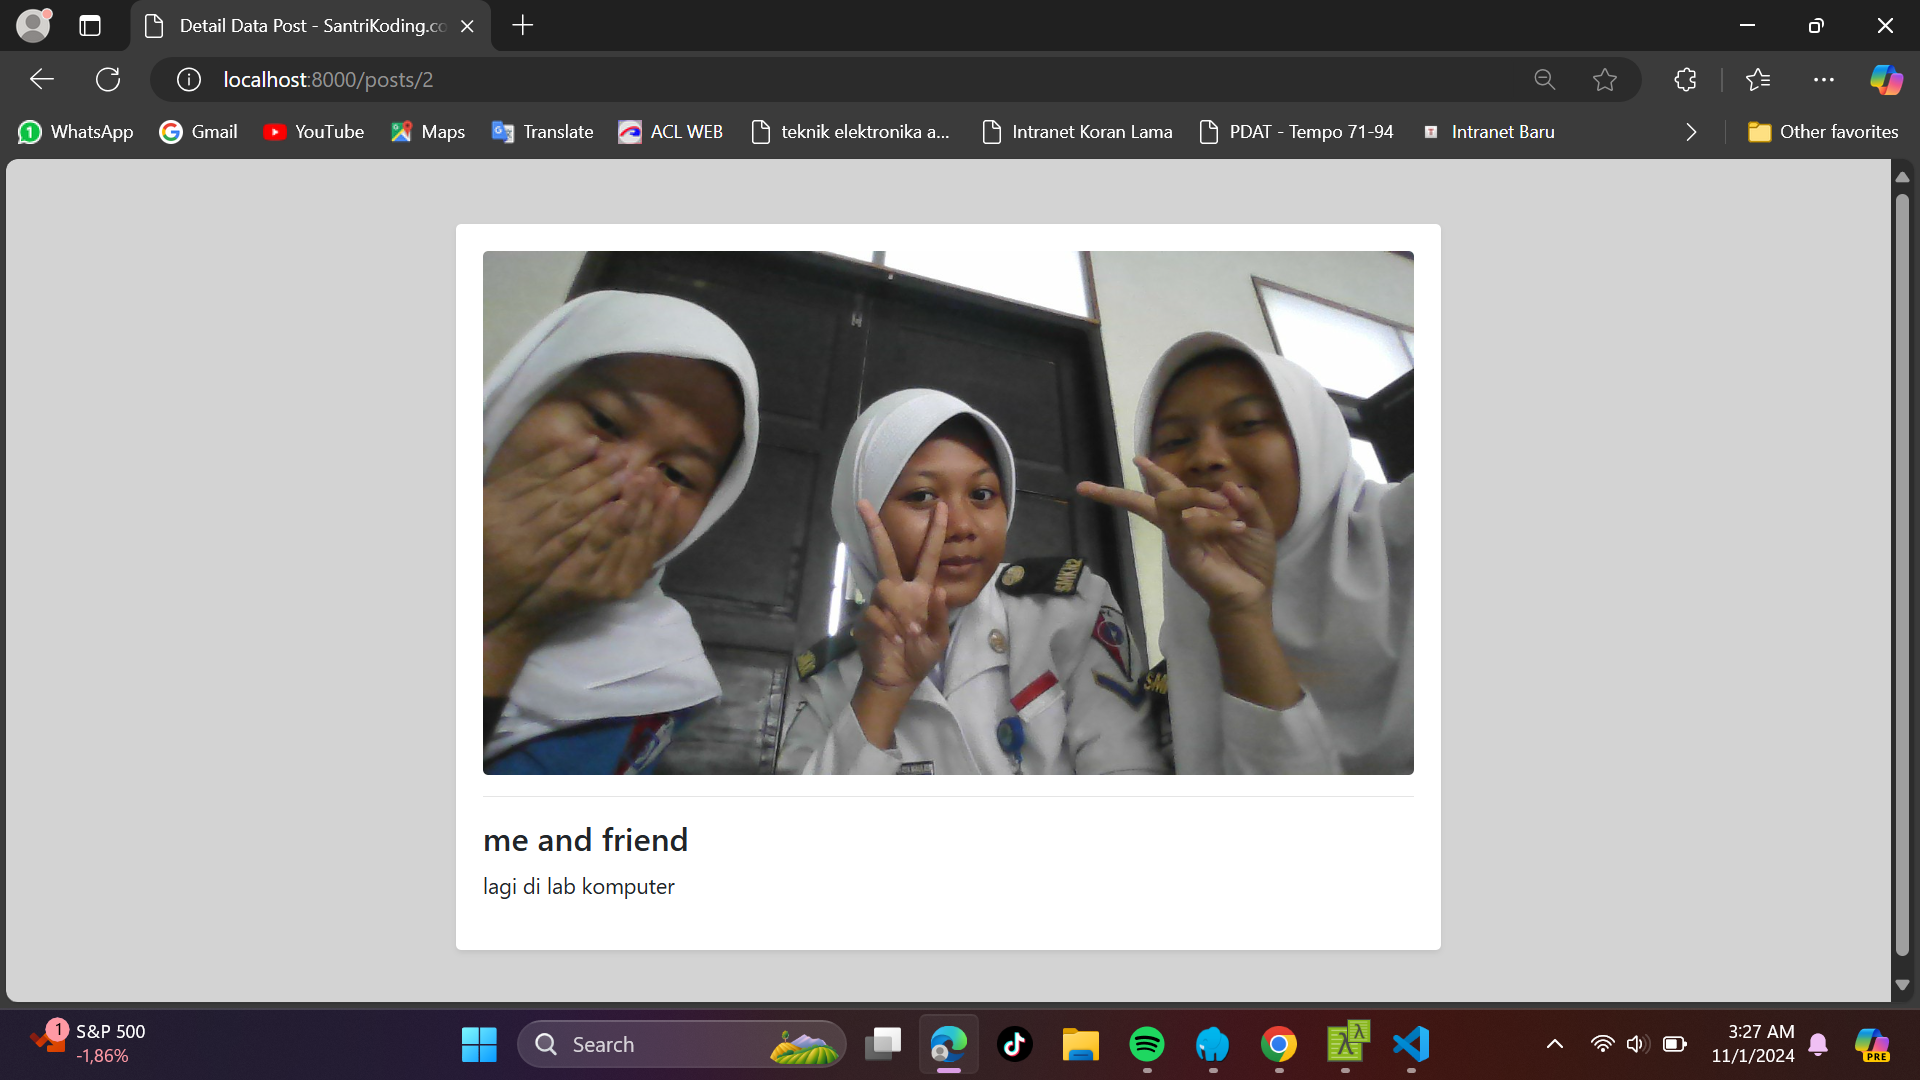 Detail Data Post - SantriKoding.co
localhost:8000/posts/2
WhatsApp
Gmail
YouTube
Maps
Translate
ACL WEB
teknik elektronika a...
Intranet Koran Lama
PDAT - Tempo 71-94
Intranet Baru
Other favorites
SMKN2
me and friend
lagi di lab komputer
1
S&P 500
-1,86%
Search
3:27 AM
11/1/2024
PRE